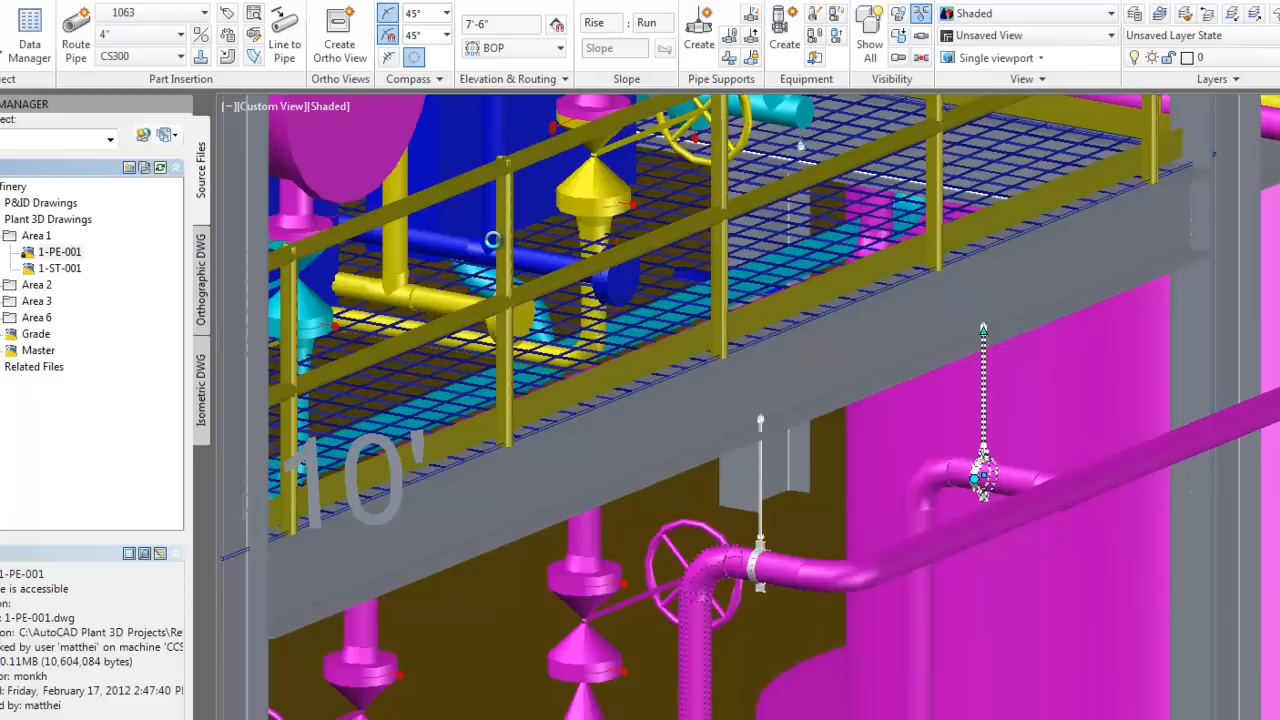 1063
4"
CS300
Data
Manager
Route
Pipe
Line to
Pipe
ect
Part Insertion
Create
Ortho View
Ortho Views
45°
45°
Compass
7'-6"
BOP
Elevation & Routing
Rise : Run
Slope
Slope
Create
Pipe Supports
Create
Equipment
Show
All
Visibility
Shaded
Unsaved View
Single viewport
View
Unsaved Layer State
0
Layers
MANAGER
ect:
finery
P&ID Drawings
Plant 3D Drawings
Area 1
1-PE-001
1-ST-001
Area 2
Area 3
Area 6
Grade
Master
Related Files
Source Files
Orthographic DWG
Isometric DWG
[−][Custom View][Shaded]
10'
1-PE-001
e is accessible
on:
: 1-PE-001.dwg
on: C:\AutoCAD Plant 3D Projects\Re
ked by user 'matthei' on machine 'CCS
0.11MB (10,604,084 bytes)
or: monkh
d: Friday, February 17, 2012 2:47:40 P
d by: matthei